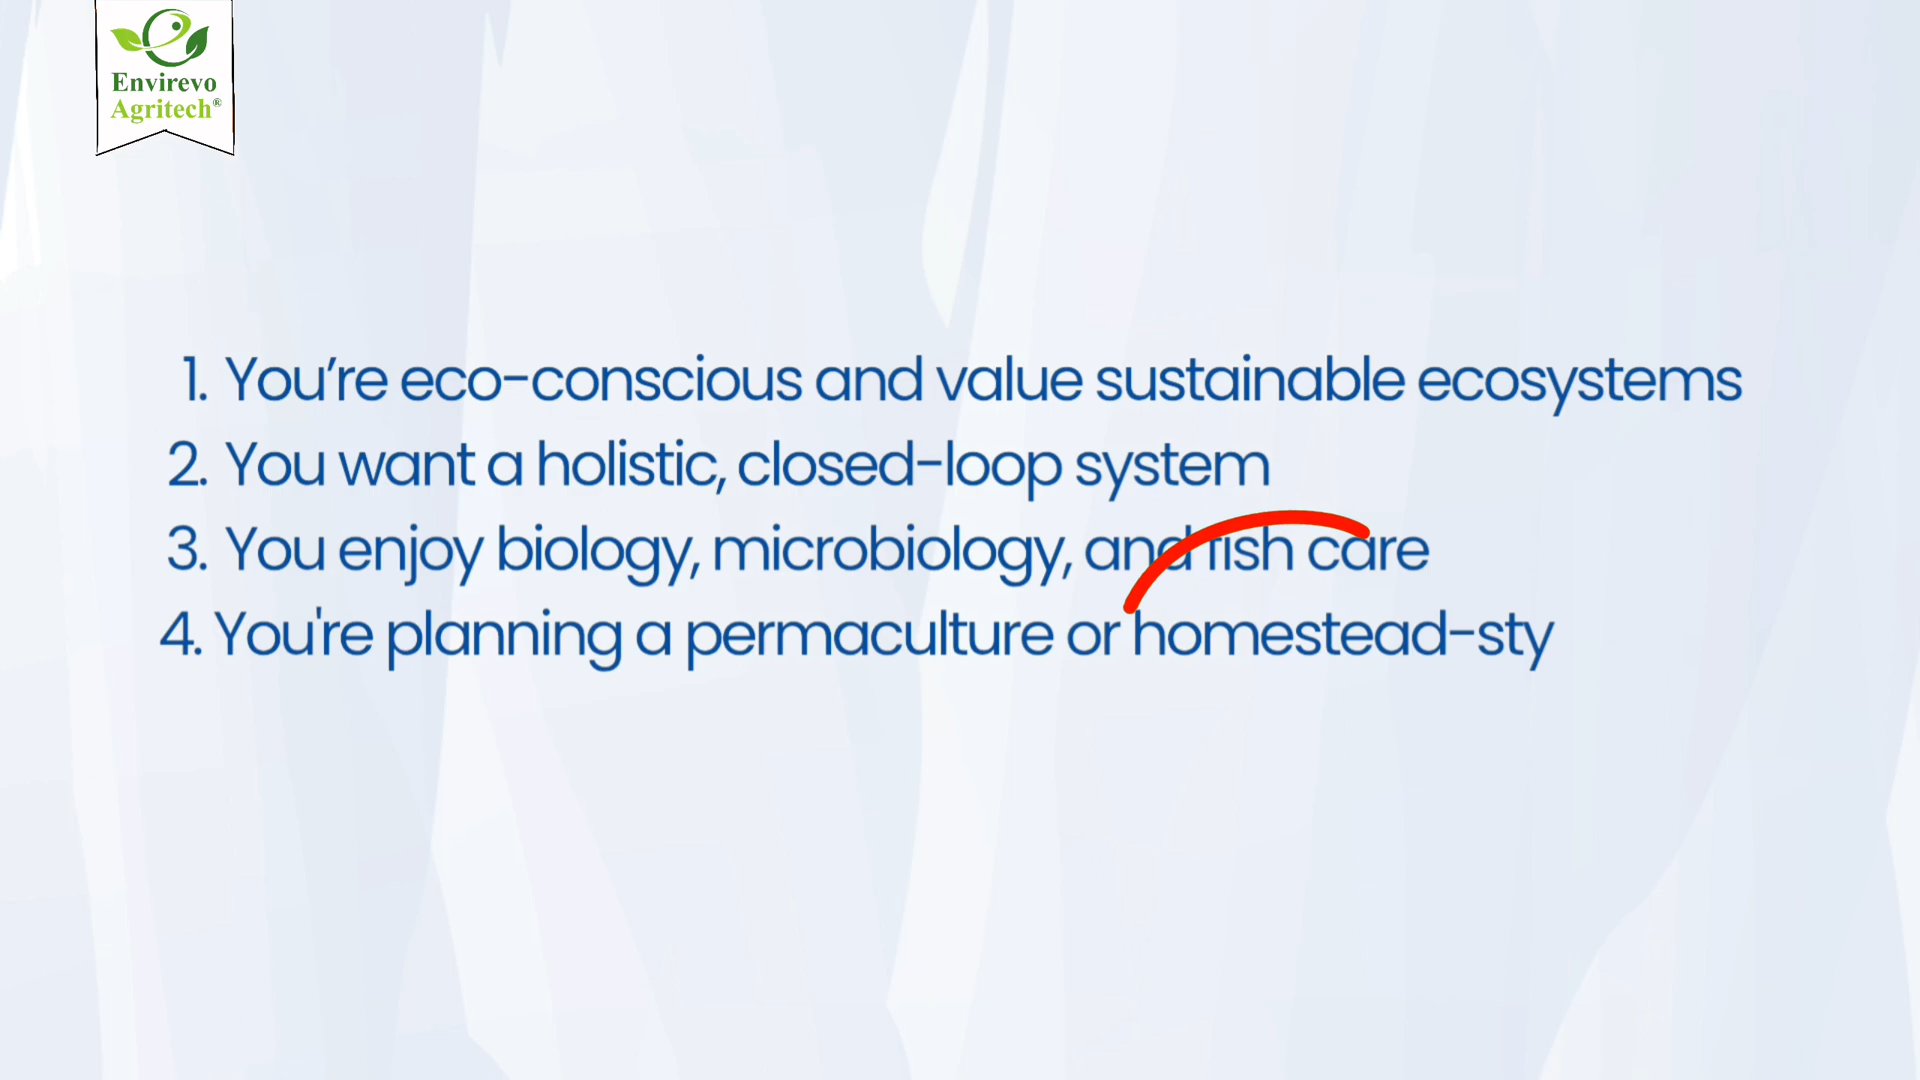 Envirevo
Agritech®
1. You’re eco-conscious and value sustainable ecosystems
2. You want a holistic, closed-loop system
3. You enjoy biology, microbiology, and fish care
4. You're planning a permaculture or homestead-sty